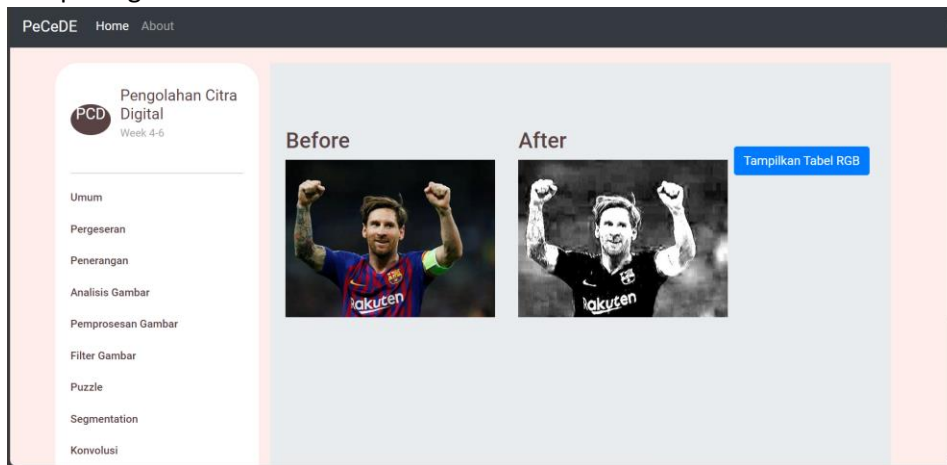 PeCeDE Home About
PCD
Pengolahan Citra
Digital
Week 4-6
Umum
Pergeseran
Penerangan
Analisis Gambar
Pemprosesan Gambar
Filter Gambar
Puzzle
Segmentation
Konvolusi
Before
After
Tampilkan Tabel RGB
Rakuten
Rakuten